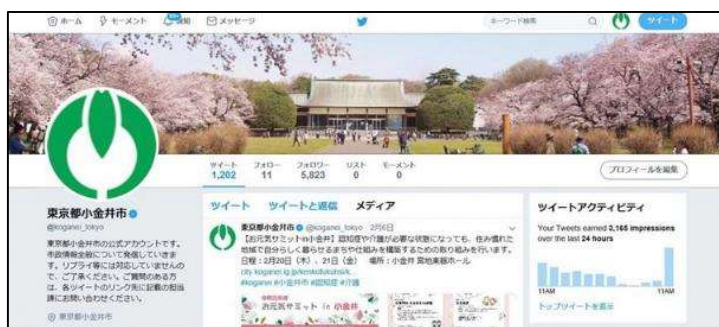 ホーム
モーメント
通知
メッセージ
キーワード検索
ツイート
ツイート フォロー フォロワー リスト モーメント
1,202 11 5,823 0 0
プロフィールを編集
東京都小金井市
@koganei_tokyo
東京都小金井市の公式アカウントです。
市政情報全般について発信していきま
す。リプライ等には対応していませんの
で、ご了承ください。ご質問のある方
は、各ツイートのリンク先に記載の担当
課にお問い合わせください。
東京都小金井市
ツイート ツイートと返信 メディア
東京都小金井市 @koganei_tokyo 2月6日
【お元気サミットin小金井】認知症や介護が必要な状態になっても、住み慣れた
地域で自分らしく暮らせるまちや仕組みを構築するための取り組みを行います。
日程：2月20日（木）、21日（金） 場所：小金井 宮地楽器ホール
#koganei #小金井市 #認知症 #介護
お元気サミット in 小金井
ツイートアクティビティ
Your Tweets earned 2,165 impressions
over the last 24 hours
11AM 11AM
トップツイートを表示